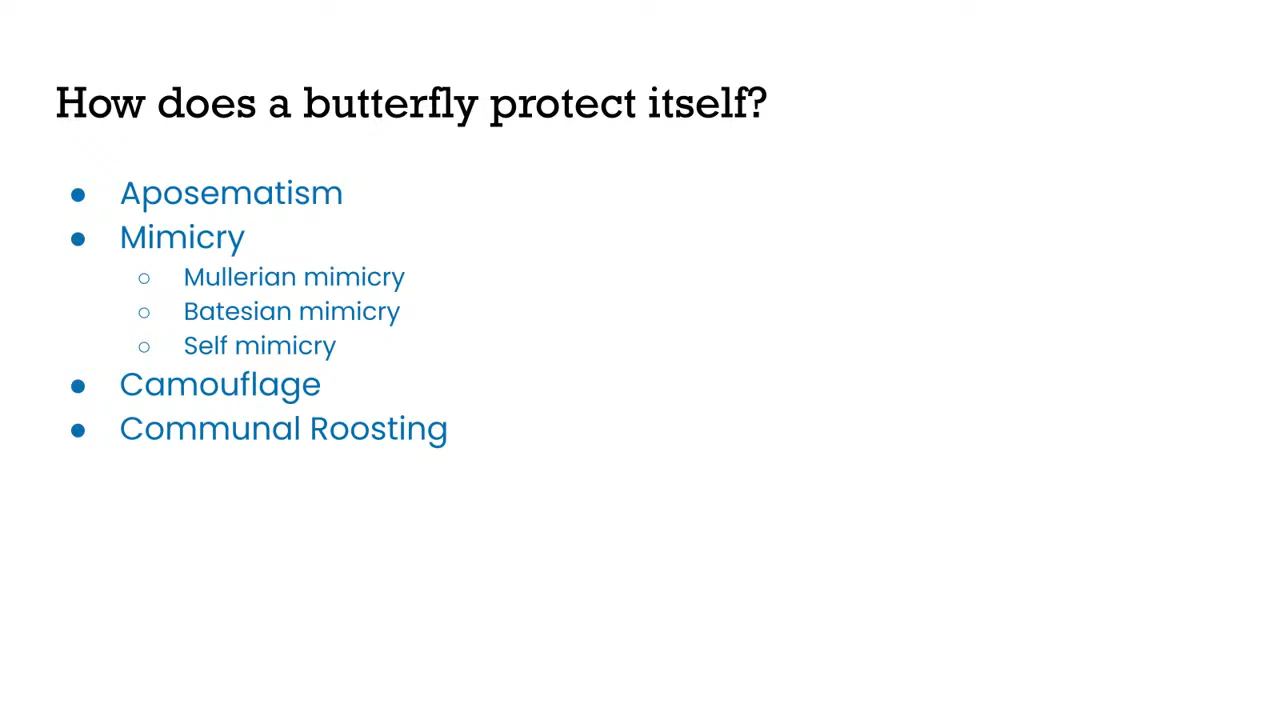 How does a butterfly protect itself?
● Aposematism
● Mimicry
○ Mullerian mimicry
○ Batesian mimicry
○ Self mimicry
● Camouflage
● Communal Roosting